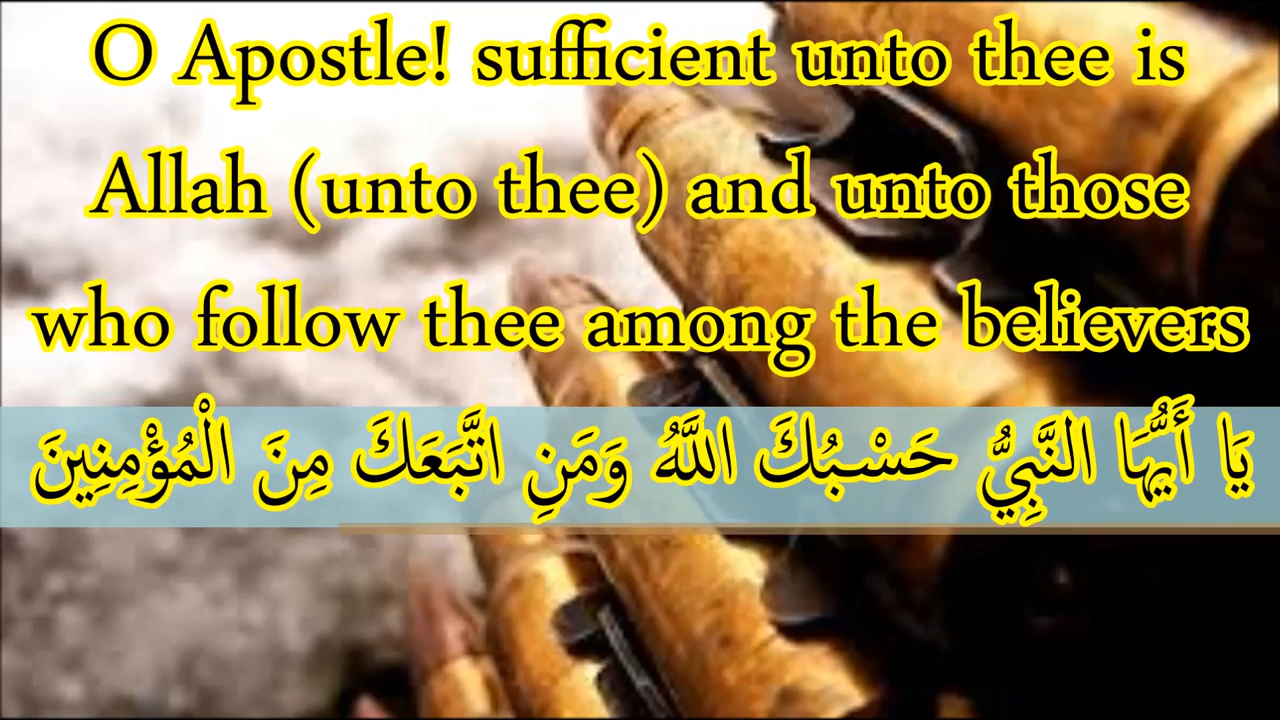 O Apostle! sufficient unto thee is
Allah (unto thee) and unto those
who follow thee among the believers
يَا أَيُّهَا النَّبِيُّ حَسْبُكَ اللَّهُ وَمَنِ اتَّبَعَكَ مِنَ الْمُؤْمِنِينَ